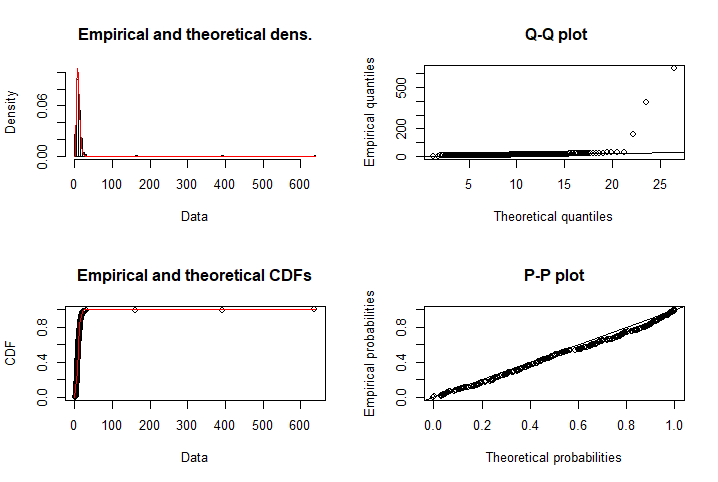 Empirical and theoretical dens.
Density
0.00
0.06
0 100 200 300 400 500 600
Data
Q-Q plot
Empirical quantiles
0
200
500
5 10 15 20 25
Theoretical quantiles
Empirical and theoretical CDFs
CDF
0.0
0.4
0.8
0 100 200 300 400 500 600
Data
P-P plot
Empirical probabilities
0.0
0.4
0.8
0.0 0.2 0.4 0.6 0.8 1.0
Theoretical probabilities